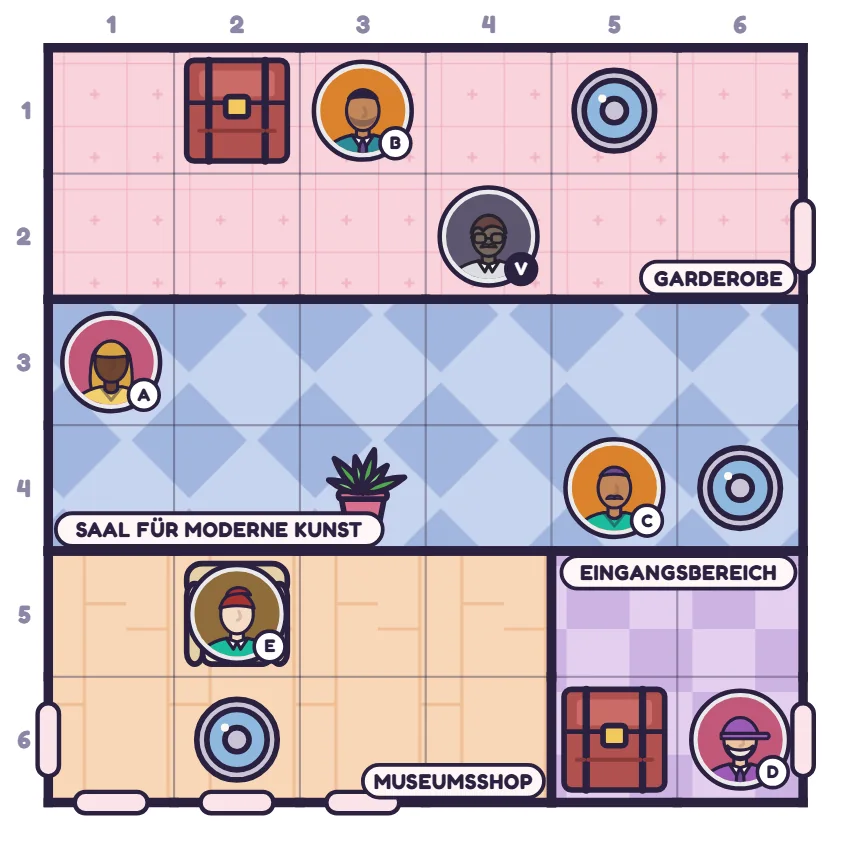 1 2 3 4 5 6
1
B
2
V
GARDEROBE
3
A
4
C
SAAL FÜR MODERNE KUNST
EINGANGSBEREICH
5
E
6
D
MUSEUMSSHOP